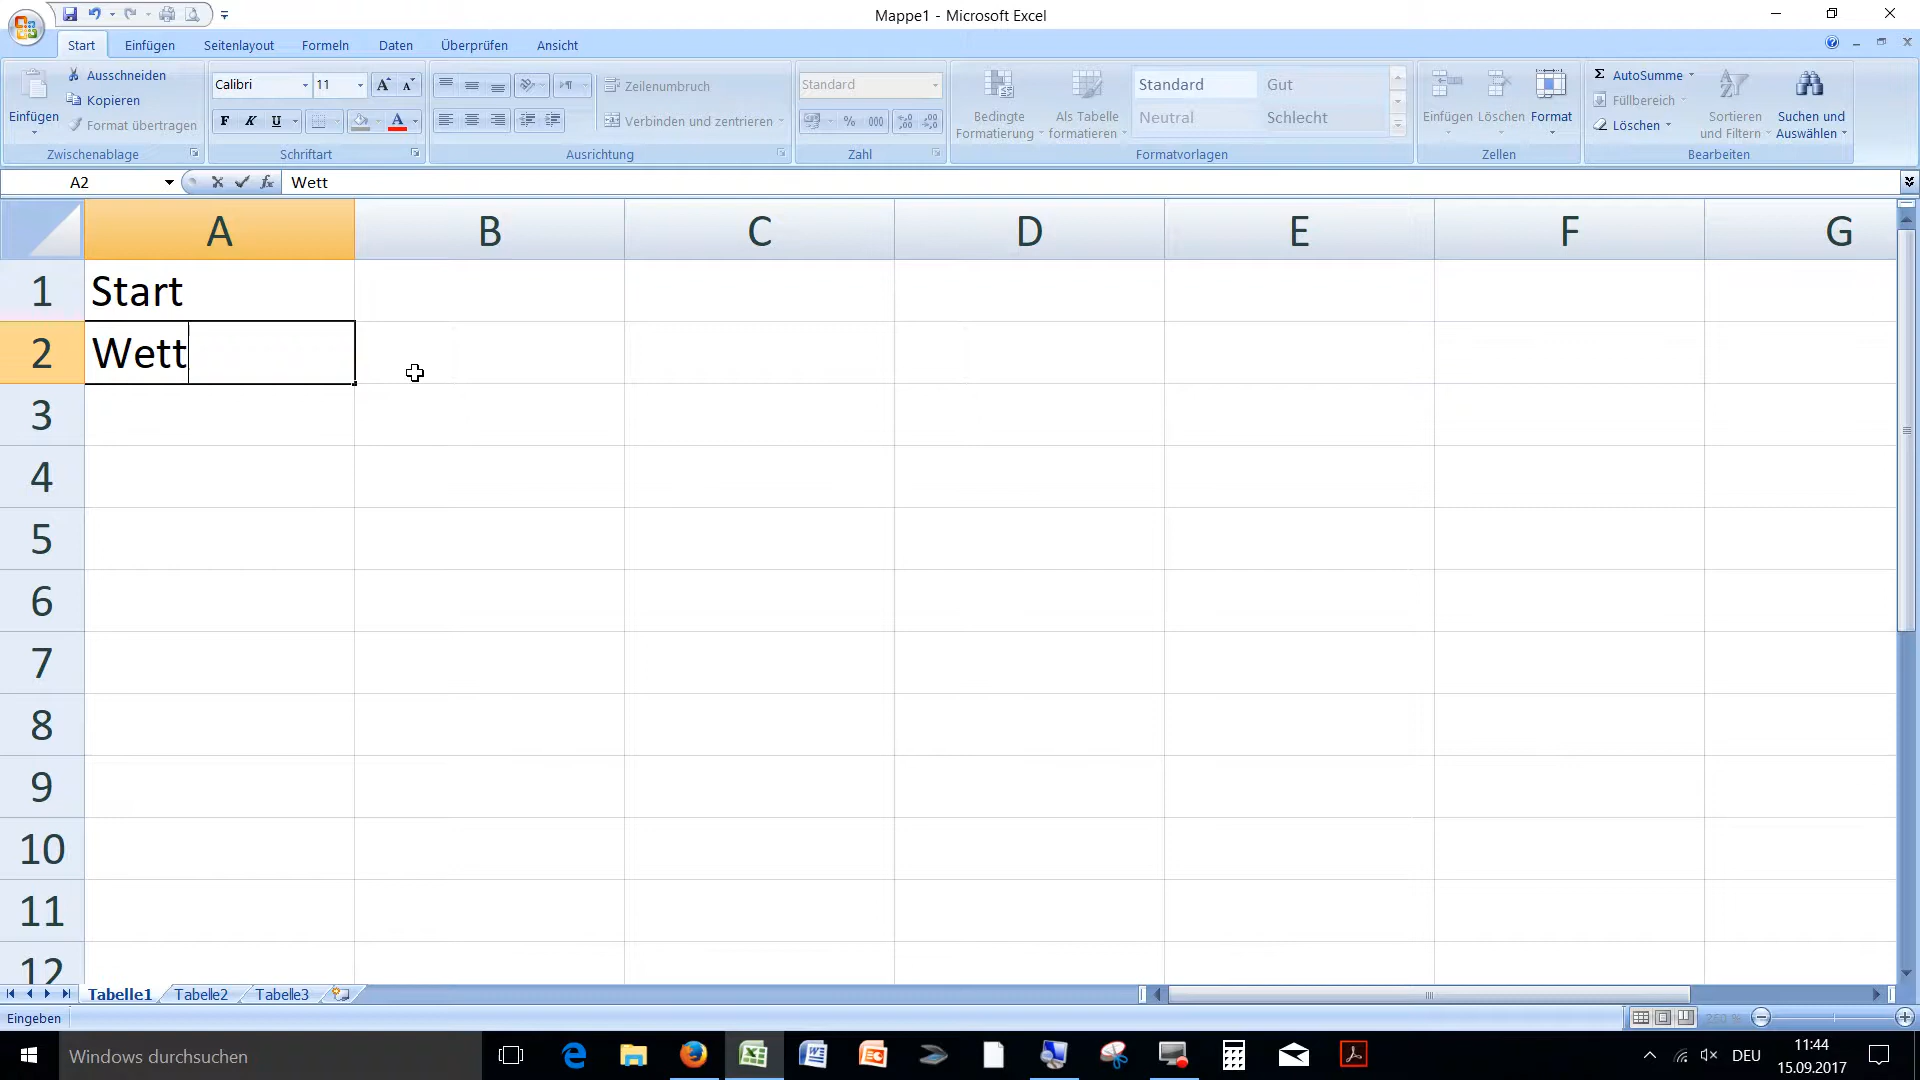 Mappe1 - Microsoft Excel
Start Einfügen Seitenlayout Formeln Daten Überprüfen Ansicht
Einfügen
Ausschneiden
Kopieren
Format übertragen
Zwischenablage
Calibri 11
F K U
Schriftart
Zeilenumbruch
Verbinden und zentrieren
Ausrichtung
Standard
% 000
Zahl
Bedingte
Formatierung
Als Tabelle
formatieren
Standard Gut
Neutral Schlecht
Formatvorlagen
Einfügen Löschen Format
Zellen
Σ AutoSumme
Füllbereich
Löschen
Sortieren
und Filtern
Suchen und
Auswählen
Bearbeiten
A2 fx Wett
A B C D E F G
1 Start
2 Wett
3
4
5
6
7
8
9
10
11
12
Tabelle1 Tabelle2 Tabelle3
Eingeben
Windows durchsuchen
DEU
11:44
15.09.2017